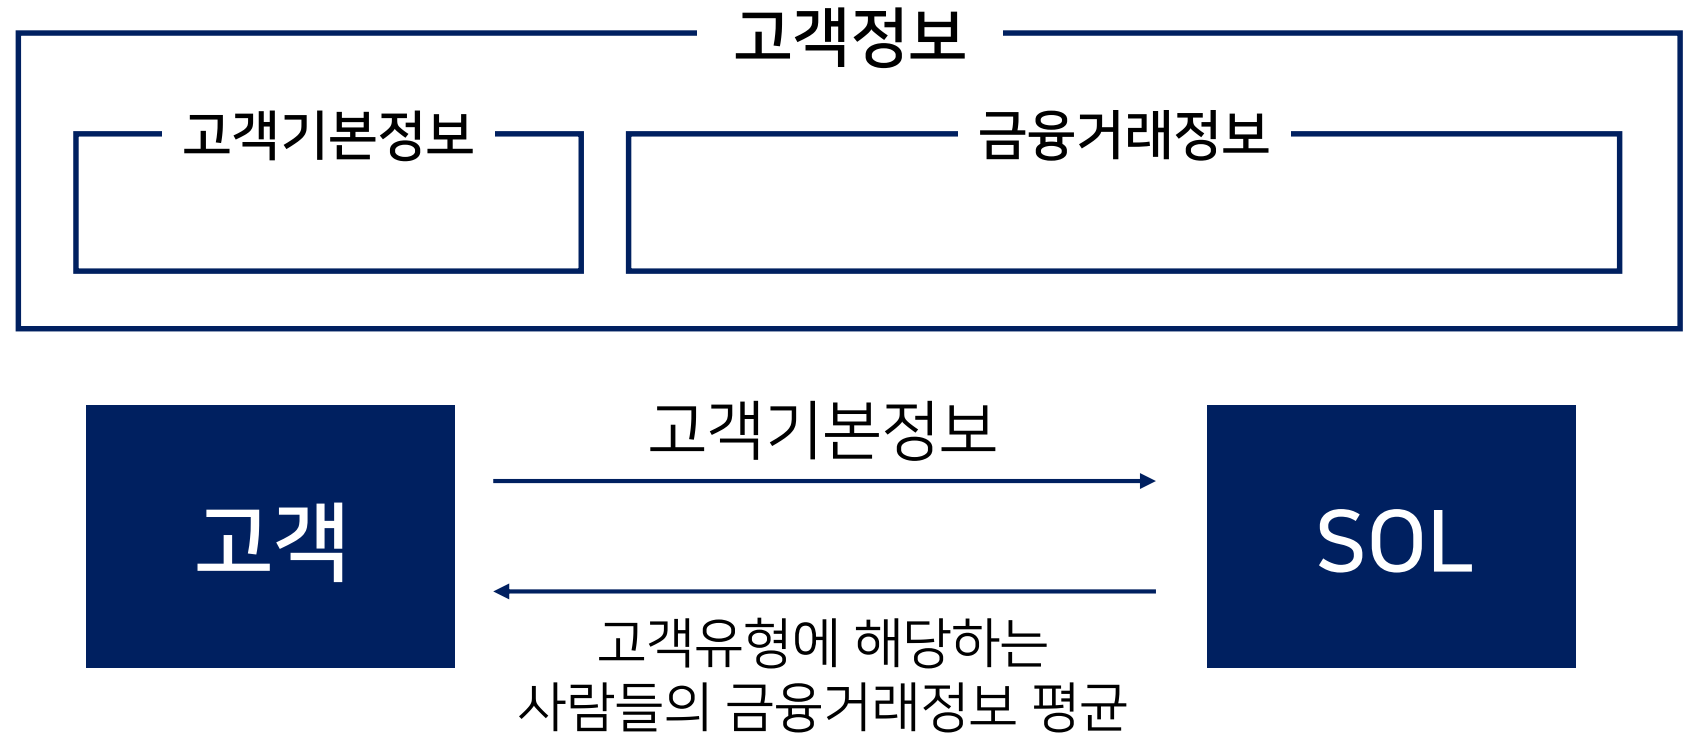 고객정보
고객기본정보
금융거래정보
고객기본정보
고객
SOL
고객유형에 해당하는
사람들의 금융거래정보 평균